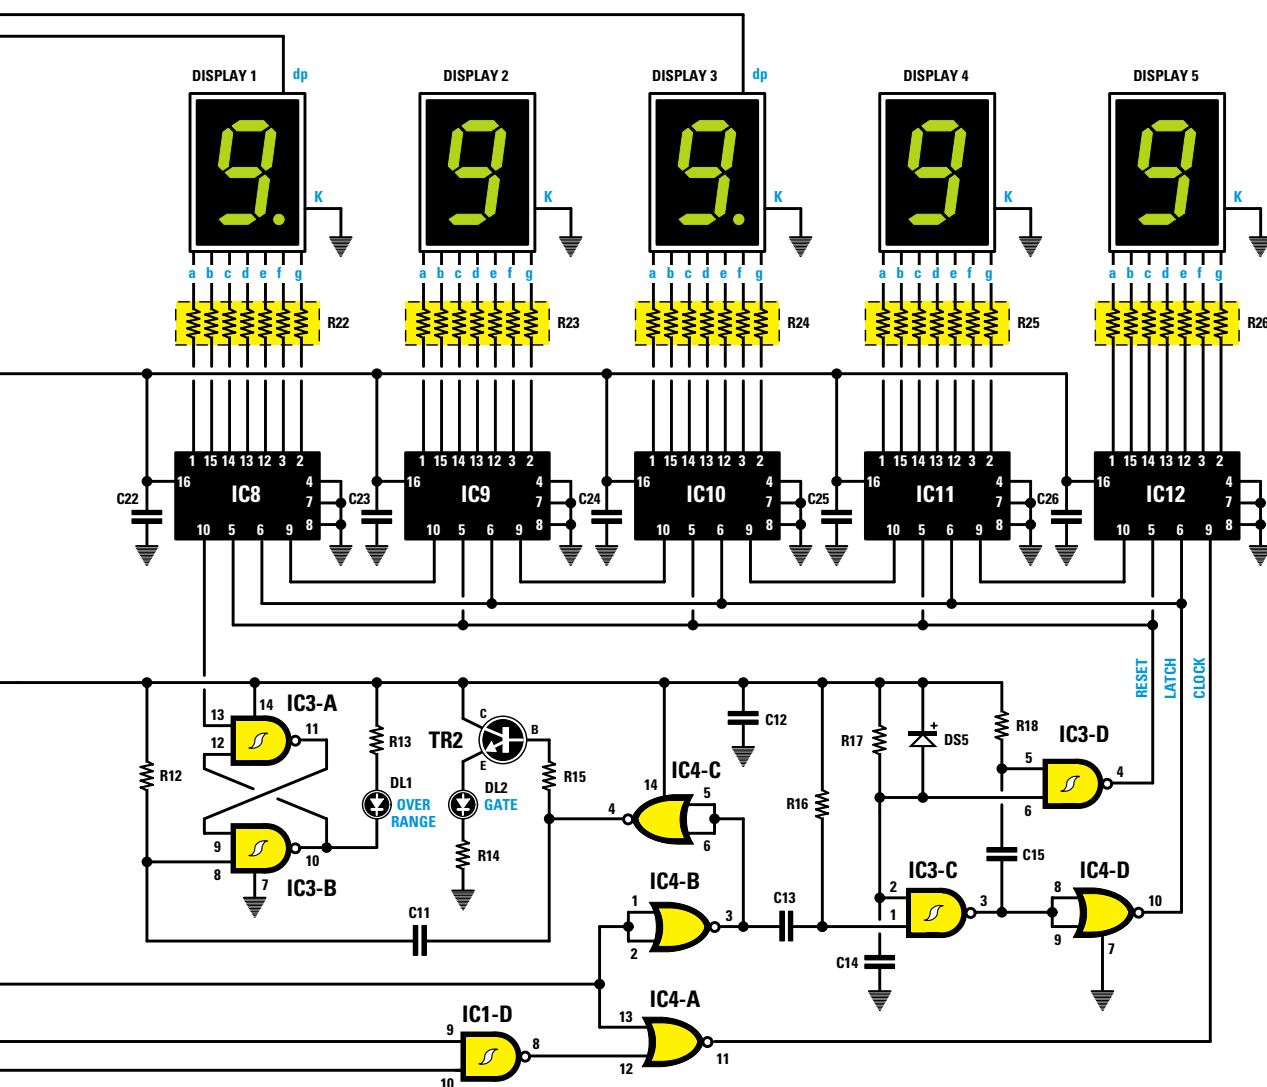 DISPLAY 1 dp DISPLAY 2 DISPLAY 3 dp DISPLAY 4 DISPLAY 5
9. 9 9. 9 9
K K K K K
a b c d e f g a b c d e f g a b c d e f g a b c d e f g a b c d e f g
R22 R23 R24 R25 R26
1 15 14 13 12 3 2 1 15 14 13 12 3 2 1 15 14 13 12 3 2 1 15 14 13 12 3 2 1 15 14 13 12 3 2
16 4 16 4 16 4 16 4 16 4
C22 IC8 7 C23 IC9 7 C24 IC10 7 C25 IC11 7 C26 IC12 7
10 5 6 9 8 10 5 6 9 8 10 5 6 9 8 10 5 6 9 8 10 5 6 9 8
RESET
LATCH
CLOCK
14 IC3-A
13 11
12
R12
R13
DL1
OVER
RANGE
9
8 10
7 IC3-B
C
TR2 B
E
DL2
GATE
R15
R14
C11
C12
IC4-C
14 5
4
6
R16
R17
+
DS5
R18
IC3-D
5
4
6
C15
IC4-B
1
3
2
C13
IC3-C
2
3
1
C14
IC4-D
8
10
9
7
IC1-D
9
8
10
IC4-A
13
12 11